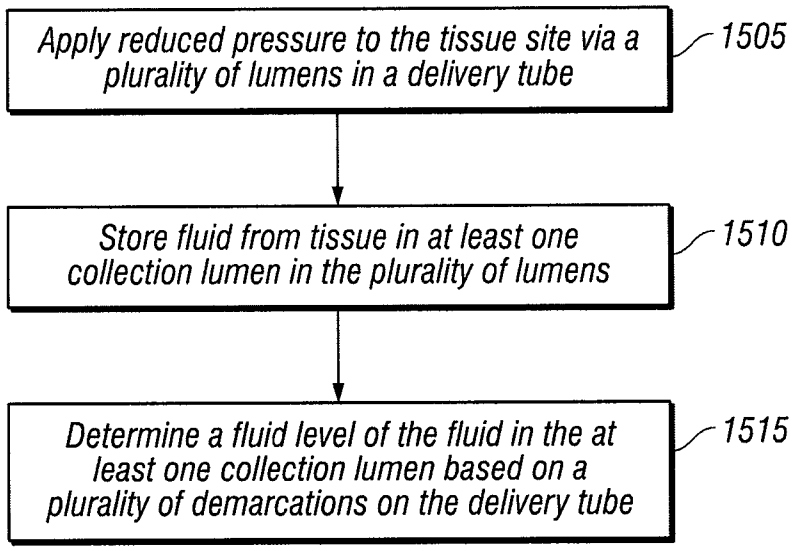 Apply reduced pressure to the tissue site via a
plurality of lumens in a delivery tube
1505
Store fluid from tissue in at least one
collection lumen in the plurality of lumens
1510
Determine a fluid level of the fluid in the at
least one collection lumen based on a
plurality of demarcations on the delivery tube
1515